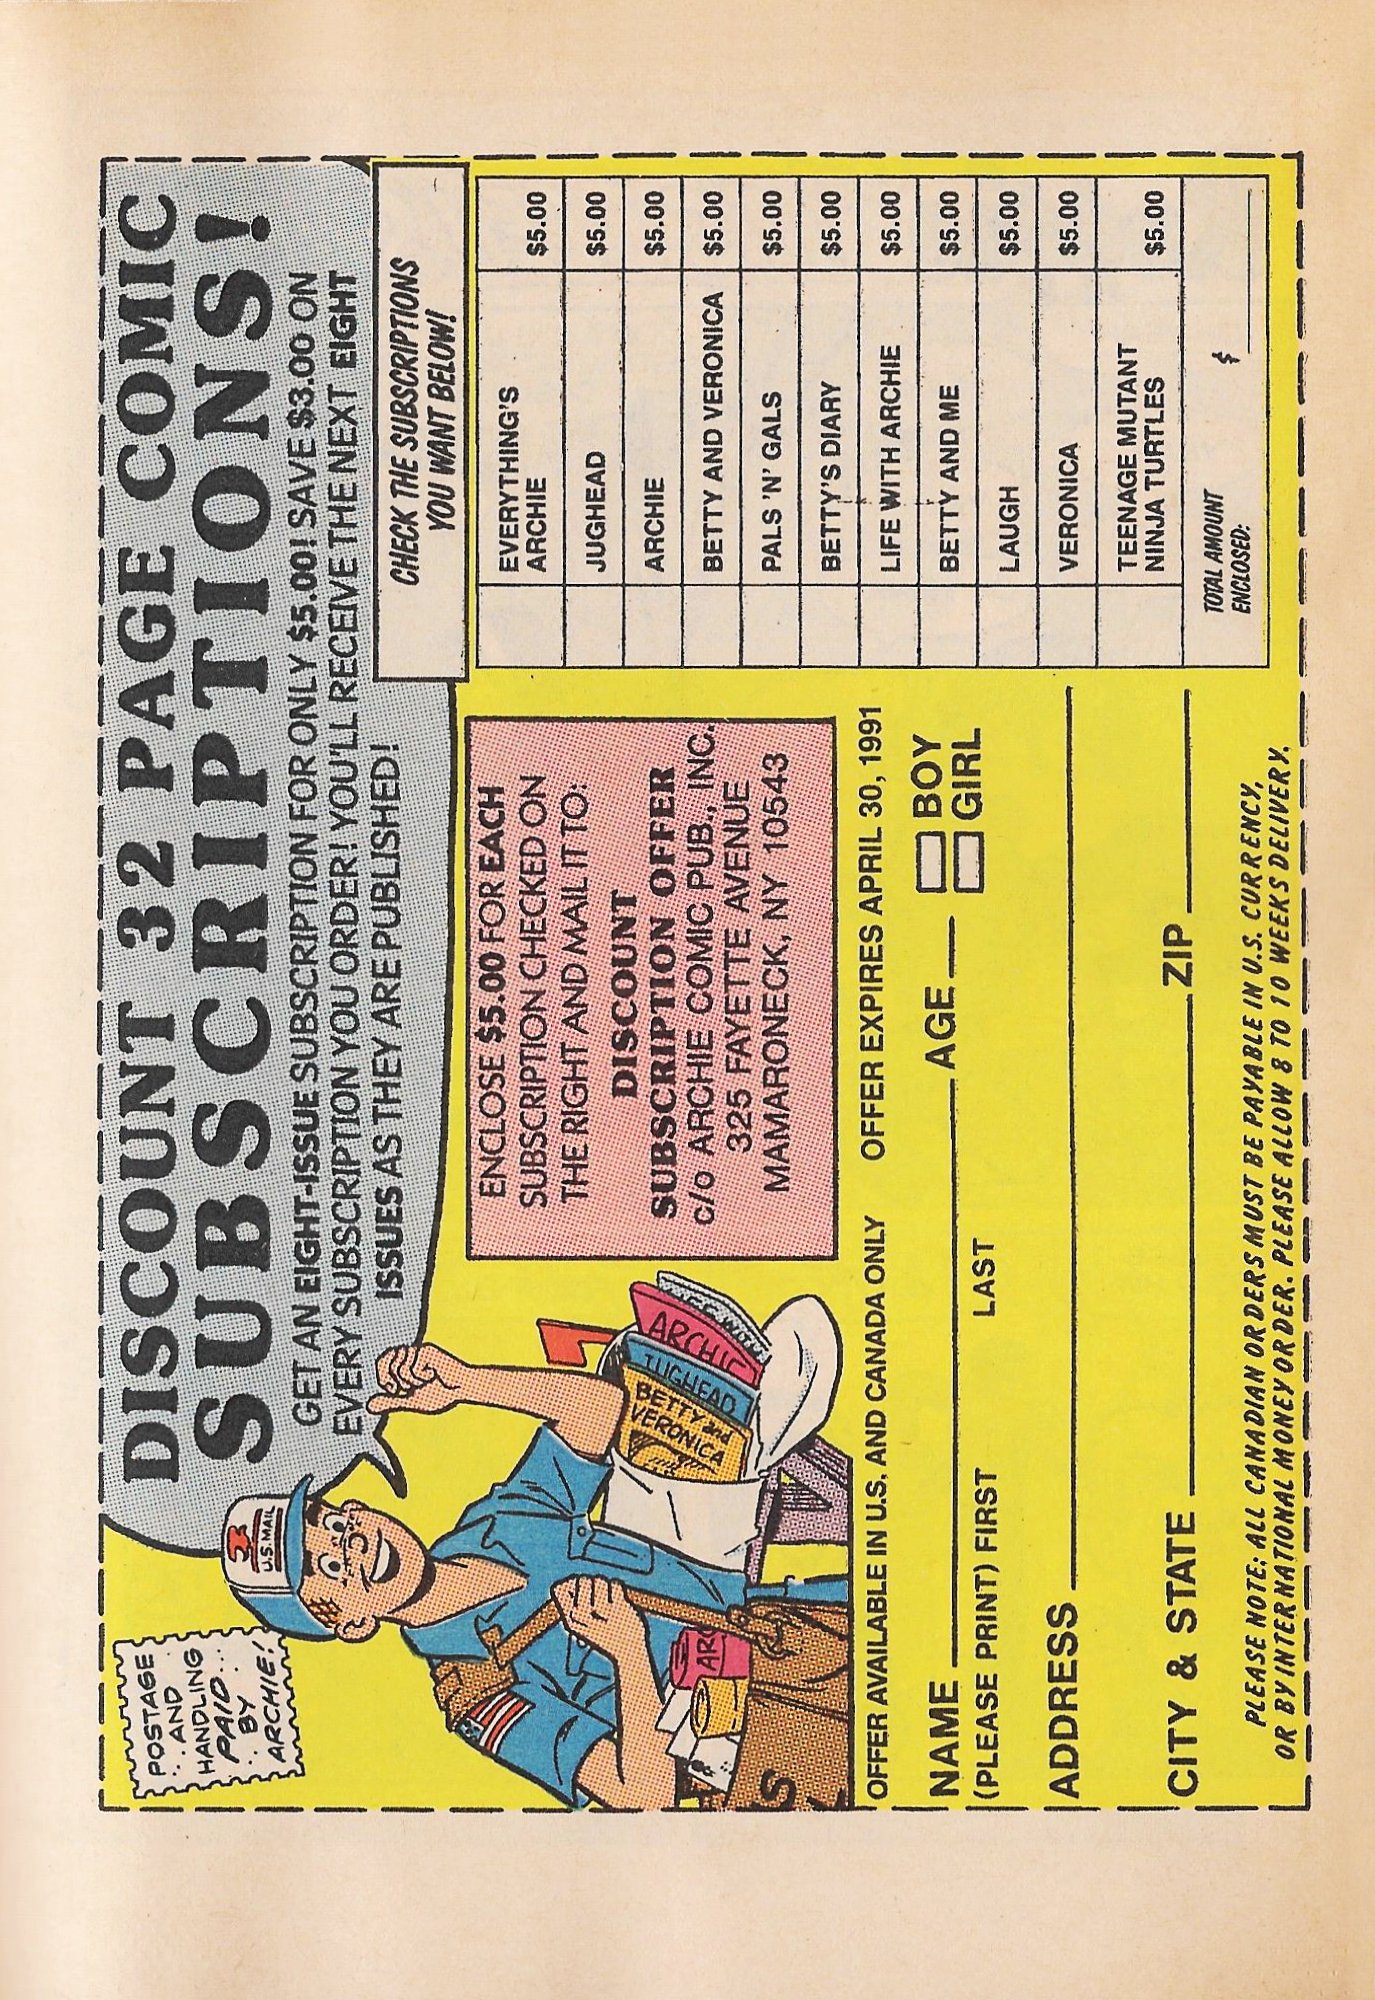 DISCOUNT 32 PAGE COMIC
SUBSCRIPTIONS!
GET AN EIGHT-ISSUE SUBSCRIPTION FOR ONLY $5.00! SAVE $3.00 ON
EVERY SUBSCRIPTION YOU ORDER! YOU'LL RECEIVE THE NEXT EIGHT
ISSUES AS THEY ARE PUBLISHED!
POSTAGE
.. AND
HANDLING
PAID...
.. BY
ARCHIE!
U.S. MAIL
BETTY and
VERONICA
JUGHEAD
ARCHIE
LIFE WITH
ARC
ENCLOSE $5.00 FOR EACH
SUBSCRIPTION CHECKED ON
THE RIGHT AND MAIL IT TO:
DISCOUNT
SUBSCRIPTION OFFER
c/o ARCHIE COMIC PUB., INC.
325 FAYETTE AVENUE
MAMARONECK, NY 10543
CHECK THE SUBSCRIPTIONS
YOU WANT BELOW!
EVERYTHING'S
ARCHIE $5.00
JUGHEAD $5.00
ARCHIE $5.00
BETTY AND VERONICA $5.00
PALS 'N' GALS $5.00
BETTY'S DIARY $5.00
LIFE WITH ARCHIE $5.00
BETTY AND ME $5.00
LAUGH $5.00
VERONICA $5.00
TEENAGE MUTANT
NINJA TURTLES $5.00
TOTAL AMOUNT
ENCLOSED: $
OFFER AVAILABLE IN U.S. AND CANADA ONLY OFFER EXPIRES APRIL 30, 1991
NAME AGE BOY
(PLEASE PRINT) FIRST LAST GIRL
ADDRESS
CITY & STATE ZIP
PLEASE NOTE: ALL CANADIAN ORDERS MUST BE PAYABLE IN U.S. CURRENCY,
OR BY INTERNATIONAL MONEY ORDER. PLEASE ALLOW 8 TO 10 WEEKS DELIVERY.